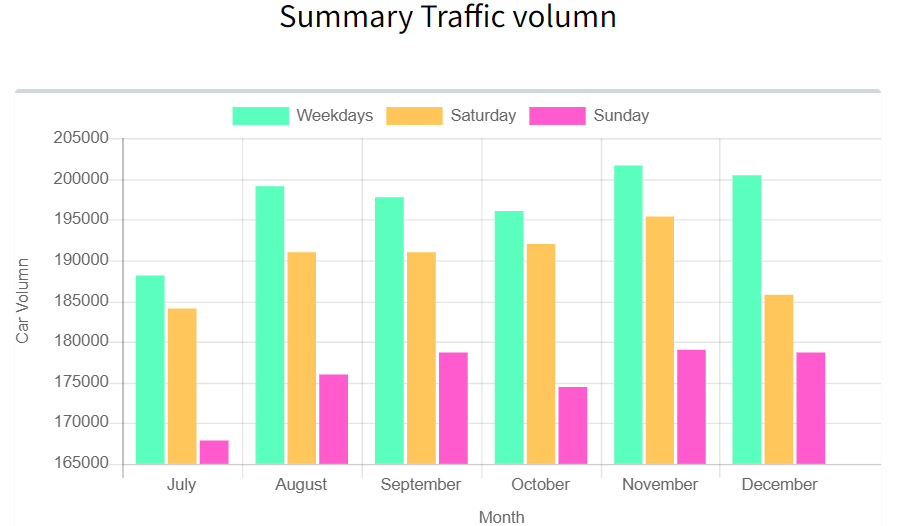 Summary Traffic volumn
Weekdays Saturday Sunday
205000
200000
195000
190000
185000
180000
175000
170000
165000
Car Volumn
July August September October November December
Month